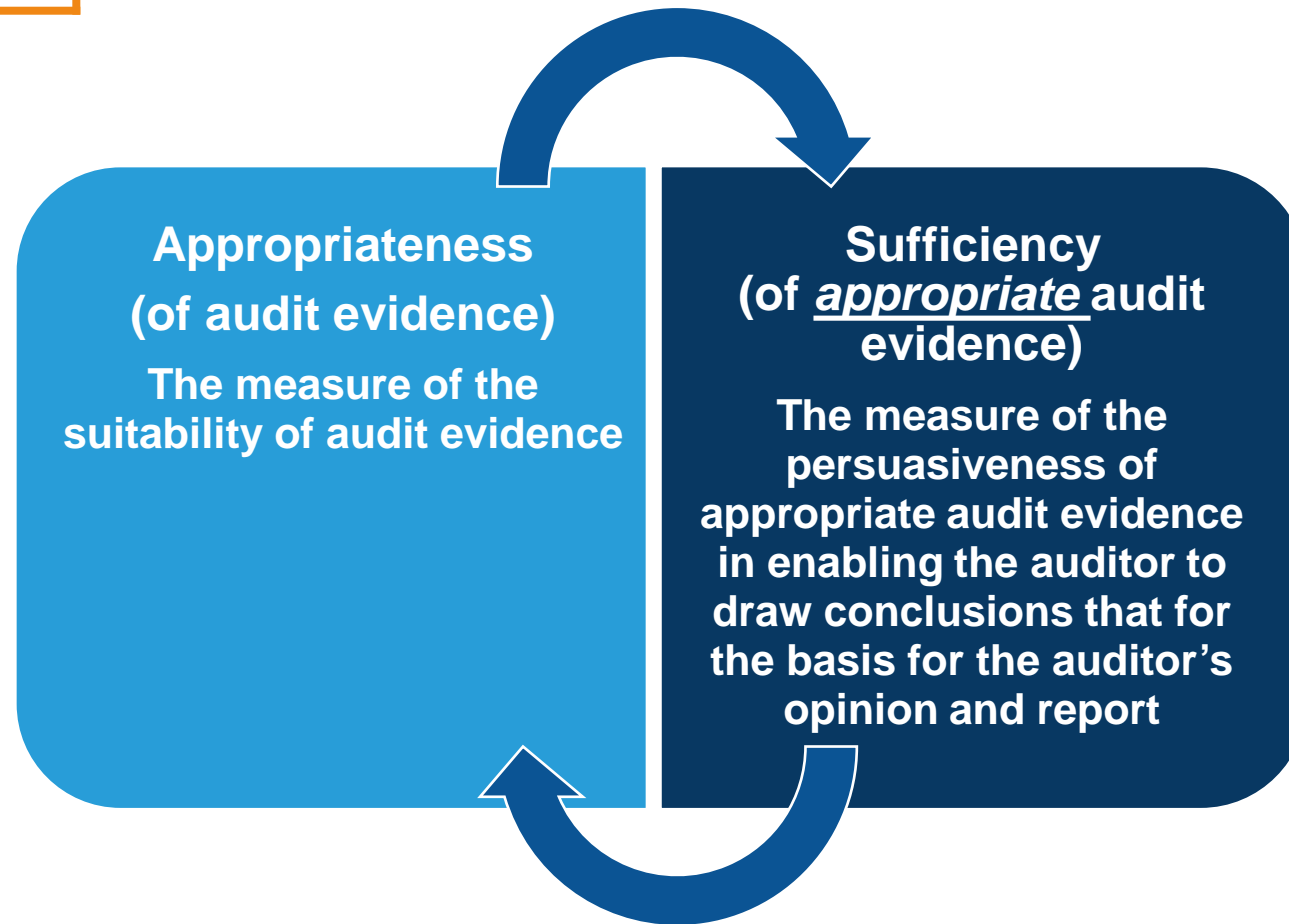 Appropriateness
(of audit evidence)
The measure of the
suitability of audit evidence
Sufficiency
(of appropriate audit
evidence)
The measure of the
persuasiveness of
appropriate audit evidence
in enabling the auditor to
draw conclusions that for
the basis for the auditor’s
opinion and report